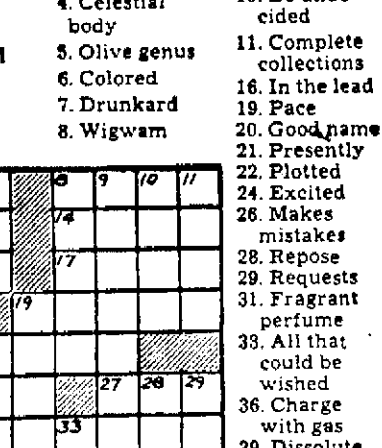 4. Celestial
body
5. Olive genus
6. Colored
7. Drunkard
8. Wigwam
cided
11. Complete
collections
16. In the lead
19. Pace
20. Good name
21. Presently
22. Plotted
24. Excited
26. Makes
mistakes
28. Repose
29. Requests
31. Fragrant
perfume
33. All that
could be
wished
36. Charge
with gas
39. Dissolute
8 9 10 11
14
17
19
27 28 29
33